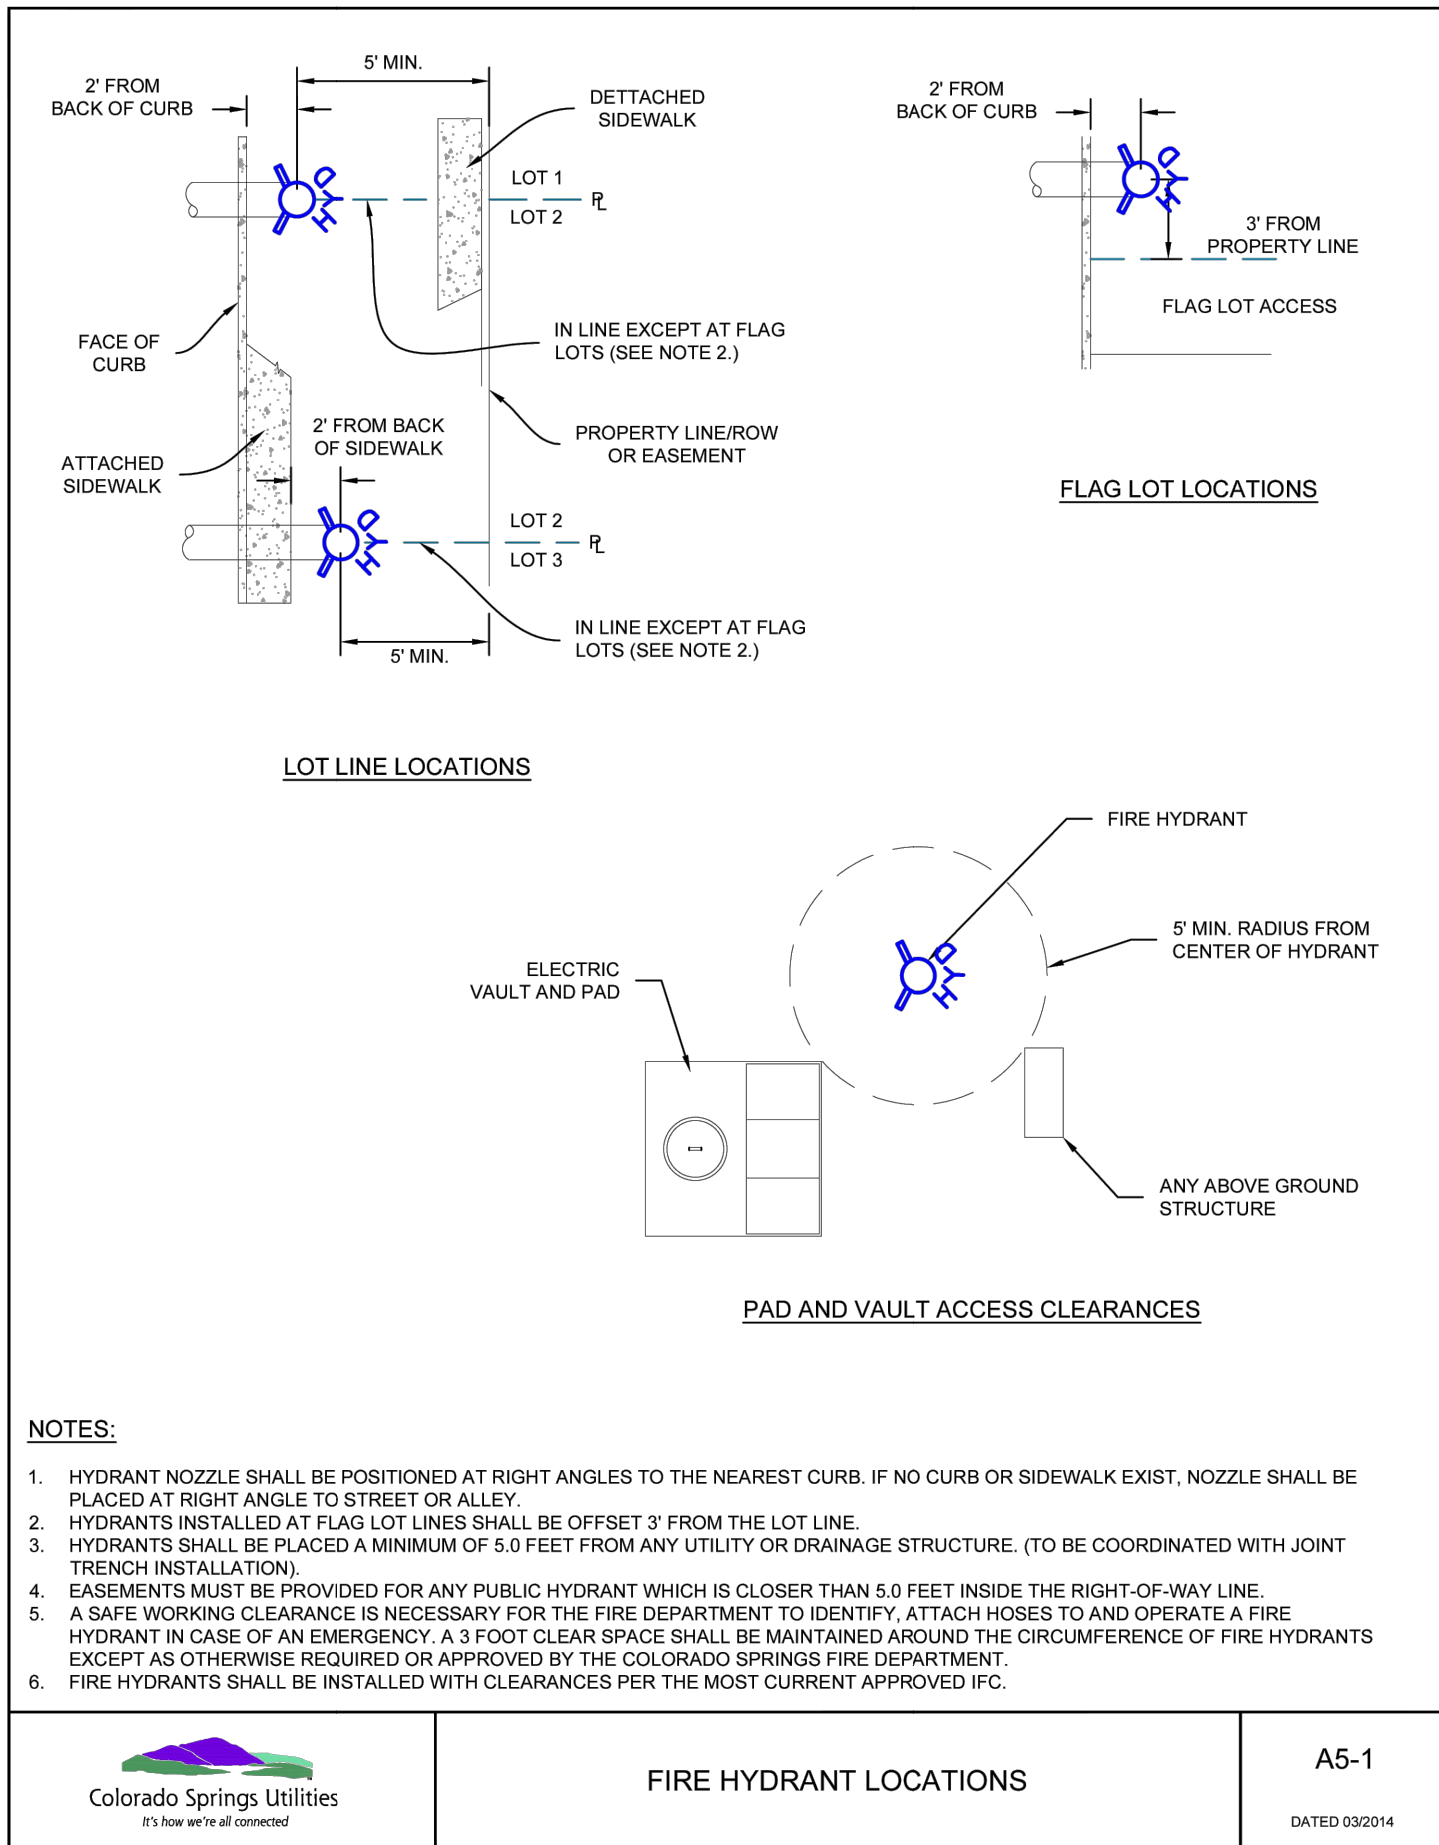 5' MIN.
2' FROM
BACK OF CURB
DETTACHED
SIDEWALK
HYD
LOT 1
LOT 2
PL
FACE OF
CURB
IN LINE EXCEPT AT FLAG
LOTS (SEE NOTE 2.)
2' FROM BACK
OF SIDEWALK
PROPERTY LINE/ROW
OR EASEMENT
ATTACHED
SIDEWALK
HYD
LOT 2
LOT 3
PL
IN LINE EXCEPT AT FLAG
LOTS (SEE NOTE 2.)
5' MIN.
LOT LINE LOCATIONS
2' FROM
BACK OF CURB
HYD
3' FROM
PROPERTY LINE
FLAG LOT ACCESS
FLAG LOT LOCATIONS
FIRE HYDRANT
HYD
5' MIN. RADIUS FROM
CENTER OF HYDRANT
ELECTRIC
VAULT AND PAD
ANY ABOVE GROUND
STRUCTURE
PAD AND VAULT ACCESS CLEARANCES
NOTES:
1. HYDRANT NOZZLE SHALL BE POSITIONED AT RIGHT ANGLES TO THE NEAREST CURB. IF NO CURB OR SIDEWALK EXIST, NOZZLE SHALL BE
PLACED AT RIGHT ANGLE TO STREET OR ALLEY.
2. HYDRANTS INSTALLED AT FLAG LOT LINES SHALL BE OFFSET 3' FROM THE LOT LINE.
3. HYDRANTS SHALL BE PLACED A MINIMUM OF 5.0 FEET FROM ANY UTILITY OR DRAINAGE STRUCTURE. (TO BE COORDINATED WITH JOINT
TRENCH INSTALLATION).
4. EASEMENTS MUST BE PROVIDED FOR ANY PUBLIC HYDRANT WHICH IS CLOSER THAN 5.0 FEET INSIDE THE RIGHT-OF-WAY LINE.
5. A SAFE WORKING CLEARANCE IS NECESSARY FOR THE FIRE DEPARTMENT TO IDENTIFY, ATTACH HOSES TO AND OPERATE A FIRE
HYDRANT IN CASE OF AN EMERGENCY. A 3 FOOT CLEAR SPACE SHALL BE MAINTAINED AROUND THE CIRCUMFERENCE OF FIRE HYDRANTS
EXCEPT AS OTHERWISE REQUIRED OR APPROVED BY THE COLORADO SPRINGS FIRE DEPARTMENT.
6. FIRE HYDRANTS SHALL BE INSTALLED WITH CLEARANCES PER THE MOST CURRENT APPROVED IFC.
Colorado Springs Utilities
It's how we're all connected
FIRE HYDRANT LOCATIONS
A5-1
DATED 03/2014